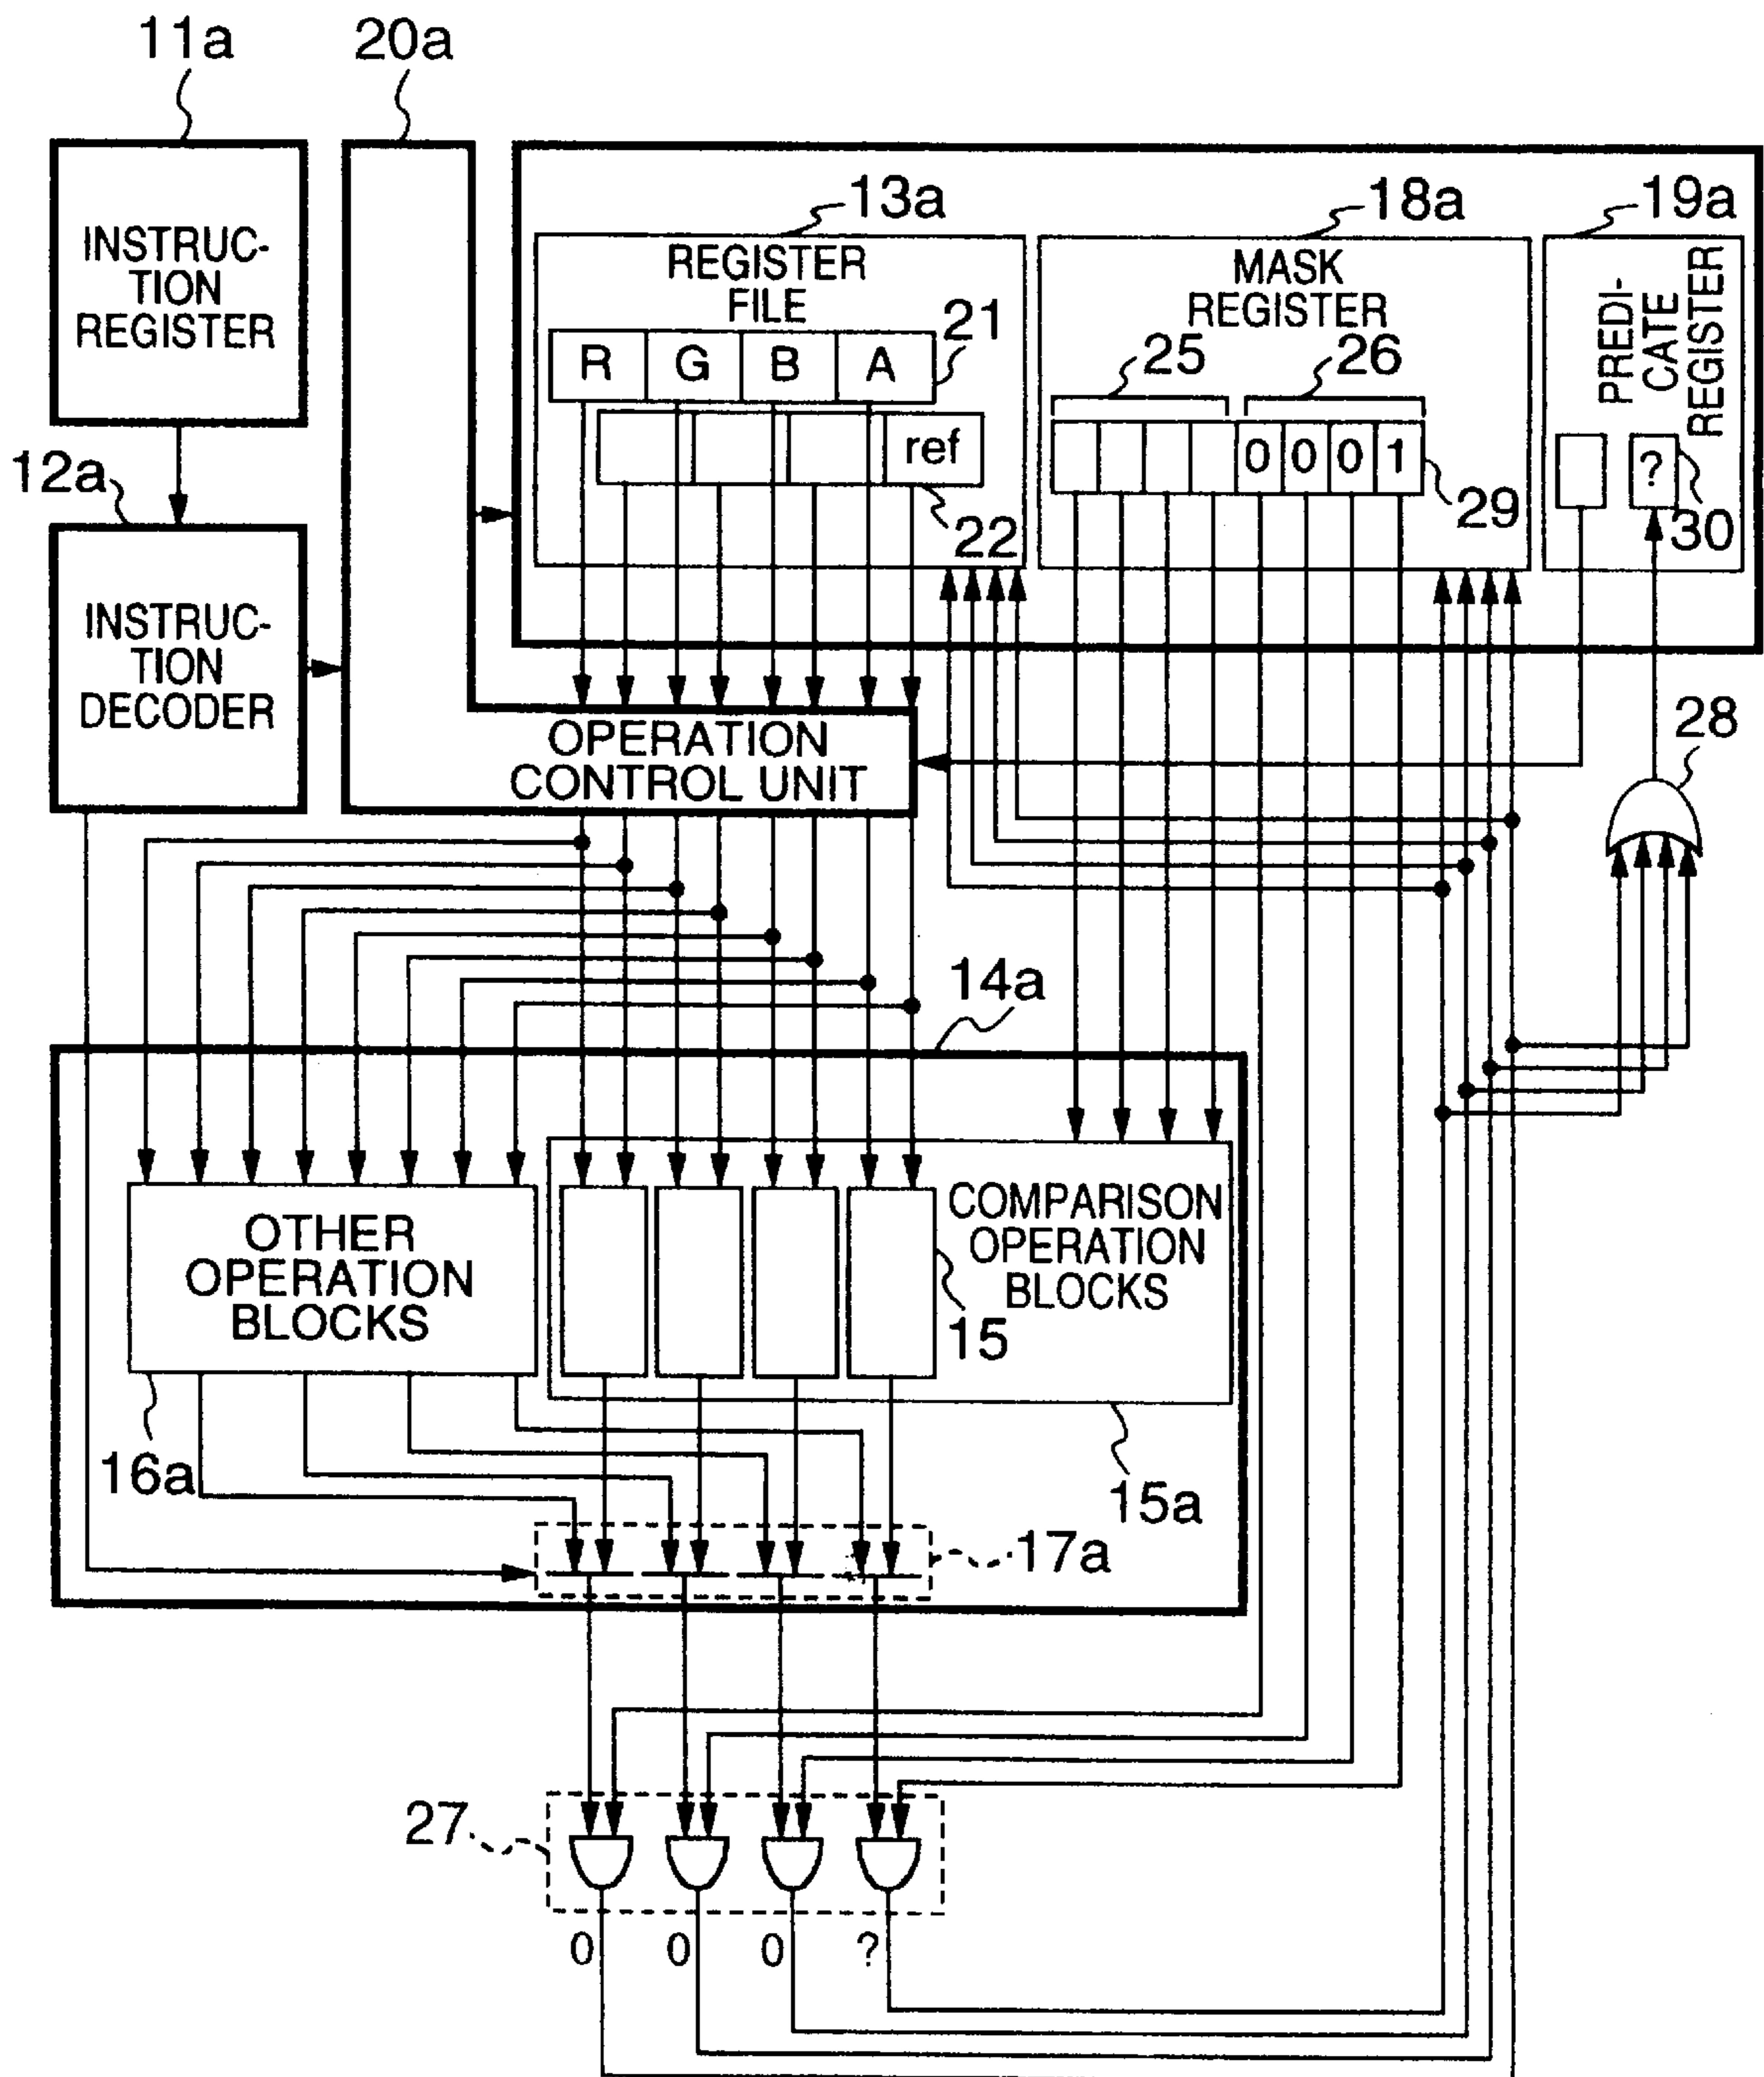 11a
20a
INSTRUC-
TION
REGISTER
13a
18a
19a
REGISTER
FILE
MASK
REGISTER
PREDI-
CATE
REGISTER
R G B A
21
25
26
ref
22
0 0 0 1
29
?
30
12a
INSTRUC-
TION
DECODER
OPERATION
CONTROL UNIT
28
14a
OTHER
OPERATION
BLOCKS
COMPARISON
OPERATION
BLOCKS
15
16a
15a
17a
27
0 0 0 ?